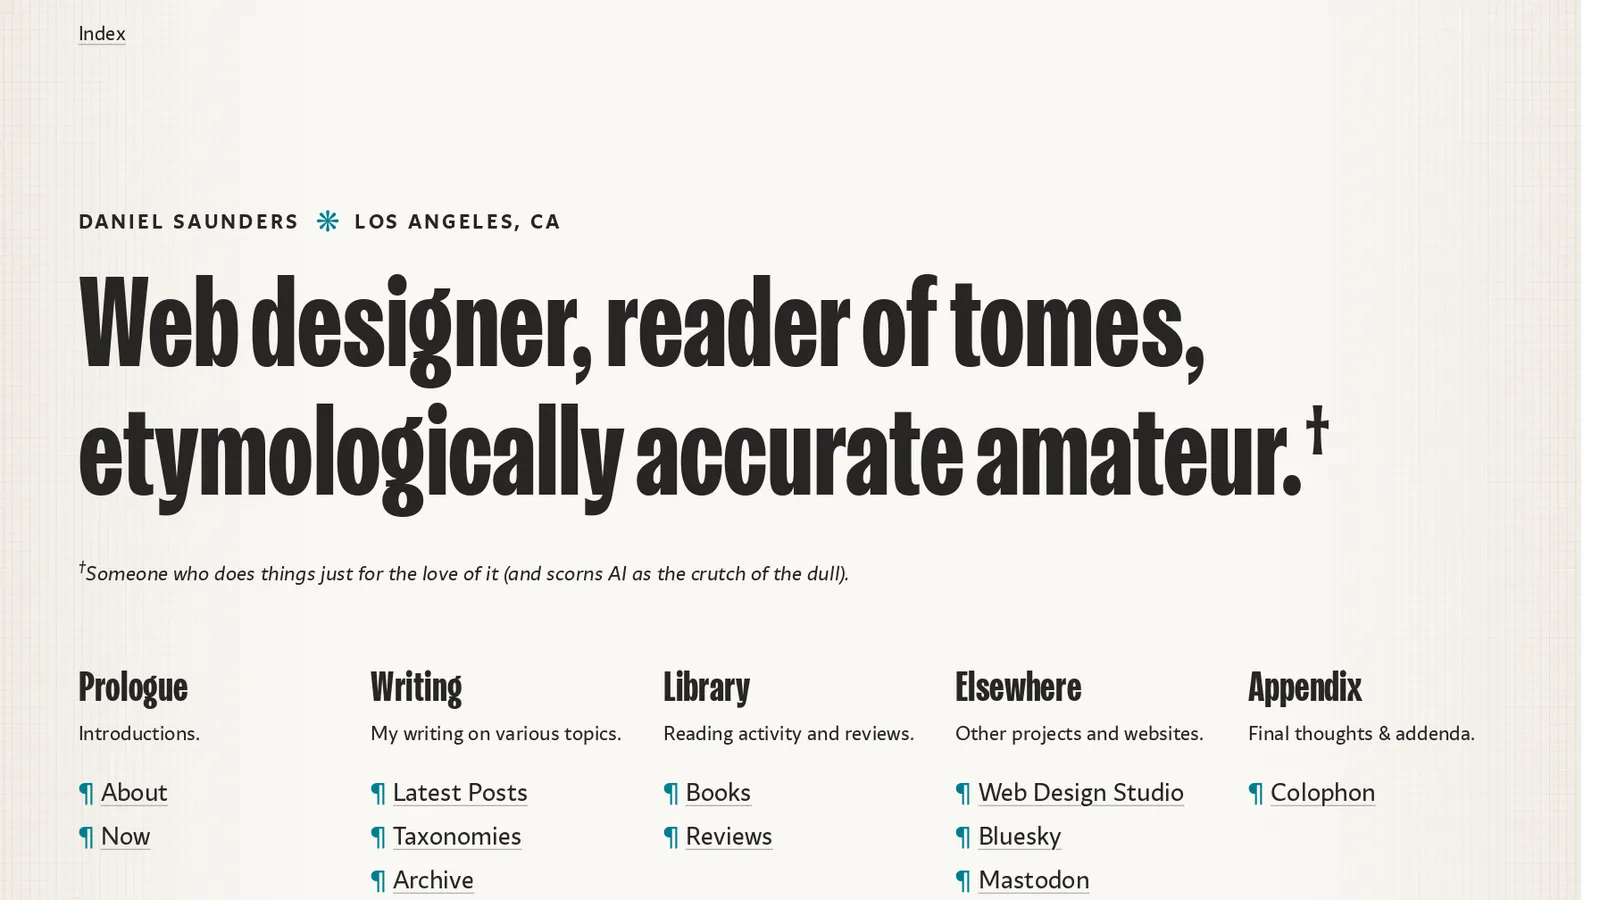 Index
DANIEL SAUNDERS ❋ LOS ANGELES, CA
Web designer, reader of tomes,
etymologically accurate amateur.†
†Someone who does things just for the love of it (and scorns AI as the crutch of the dull).
Prologue
Introductions.
¶ About
¶ Now
Writing
My writing on various topics.
¶ Latest Posts
¶ Taxonomies
¶ Archive
Library
Reading activity and reviews.
¶ Books
¶ Reviews
Elsewhere
Other projects and websites.
¶ Web Design Studio
¶ Bluesky
¶ Mastodon
Appendix
Final thoughts & addenda.
¶ Colophon